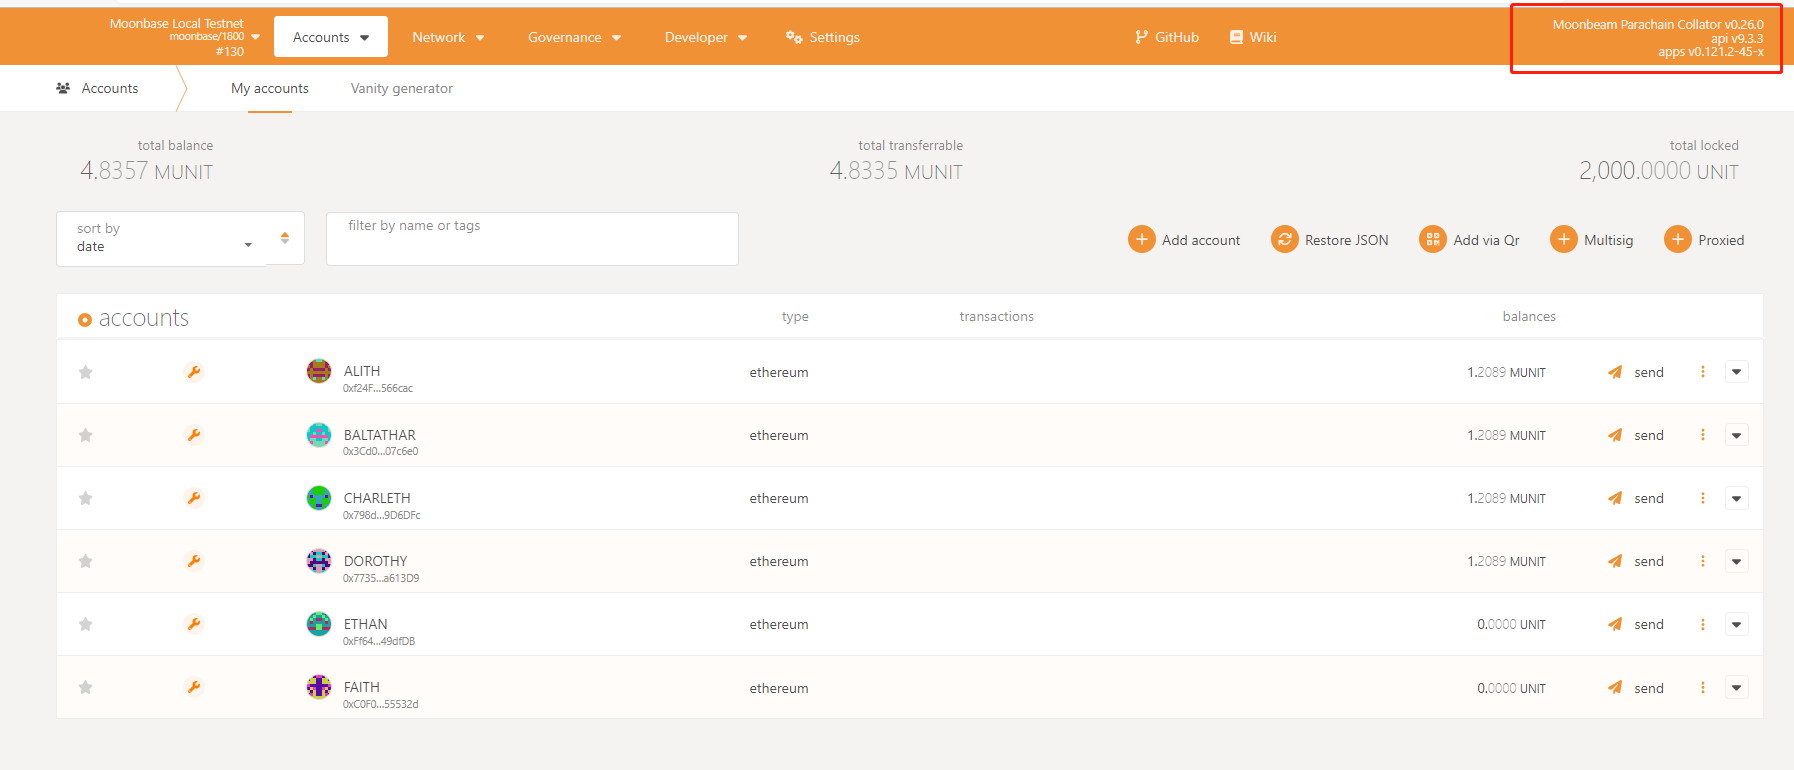 Moonbase Local Testnet
moonbase/1800
#130
Accounts
Network
Governance
Developer
Settings
GitHub
Wiki
Moonbeam Parachain Collator v0.26.0
api v9.3.3
apps v0.121.2-45-x
Accounts
My accounts
Vanity generator
total balance
4.8357 MUNIT
total transferrable
4.8335 MUNIT
total locked
2,000.0000 UNIT
sort by
date
filter by name or tags
Add account
Restore JSON
Add via Qr
Multisig
Proxied
accounts type transactions balances
ALITH
0xf24F...566cac
ethereum
1.2089 MUNIT
send
BALTATHAR
0x3Cd0...07c6e0
ethereum
1.2089 MUNIT
send
CHARLETH
0x798d...9D6DFc
ethereum
1.2089 MUNIT
send
DOROTHY
0x7735...a613D9
ethereum
1.2089 MUNIT
send
ETHAN
0xFf64...49dfDB
ethereum
0.0000 UNIT
send
FAITH
0xC0F0...55532d
ethereum
0.0000 UNIT
send